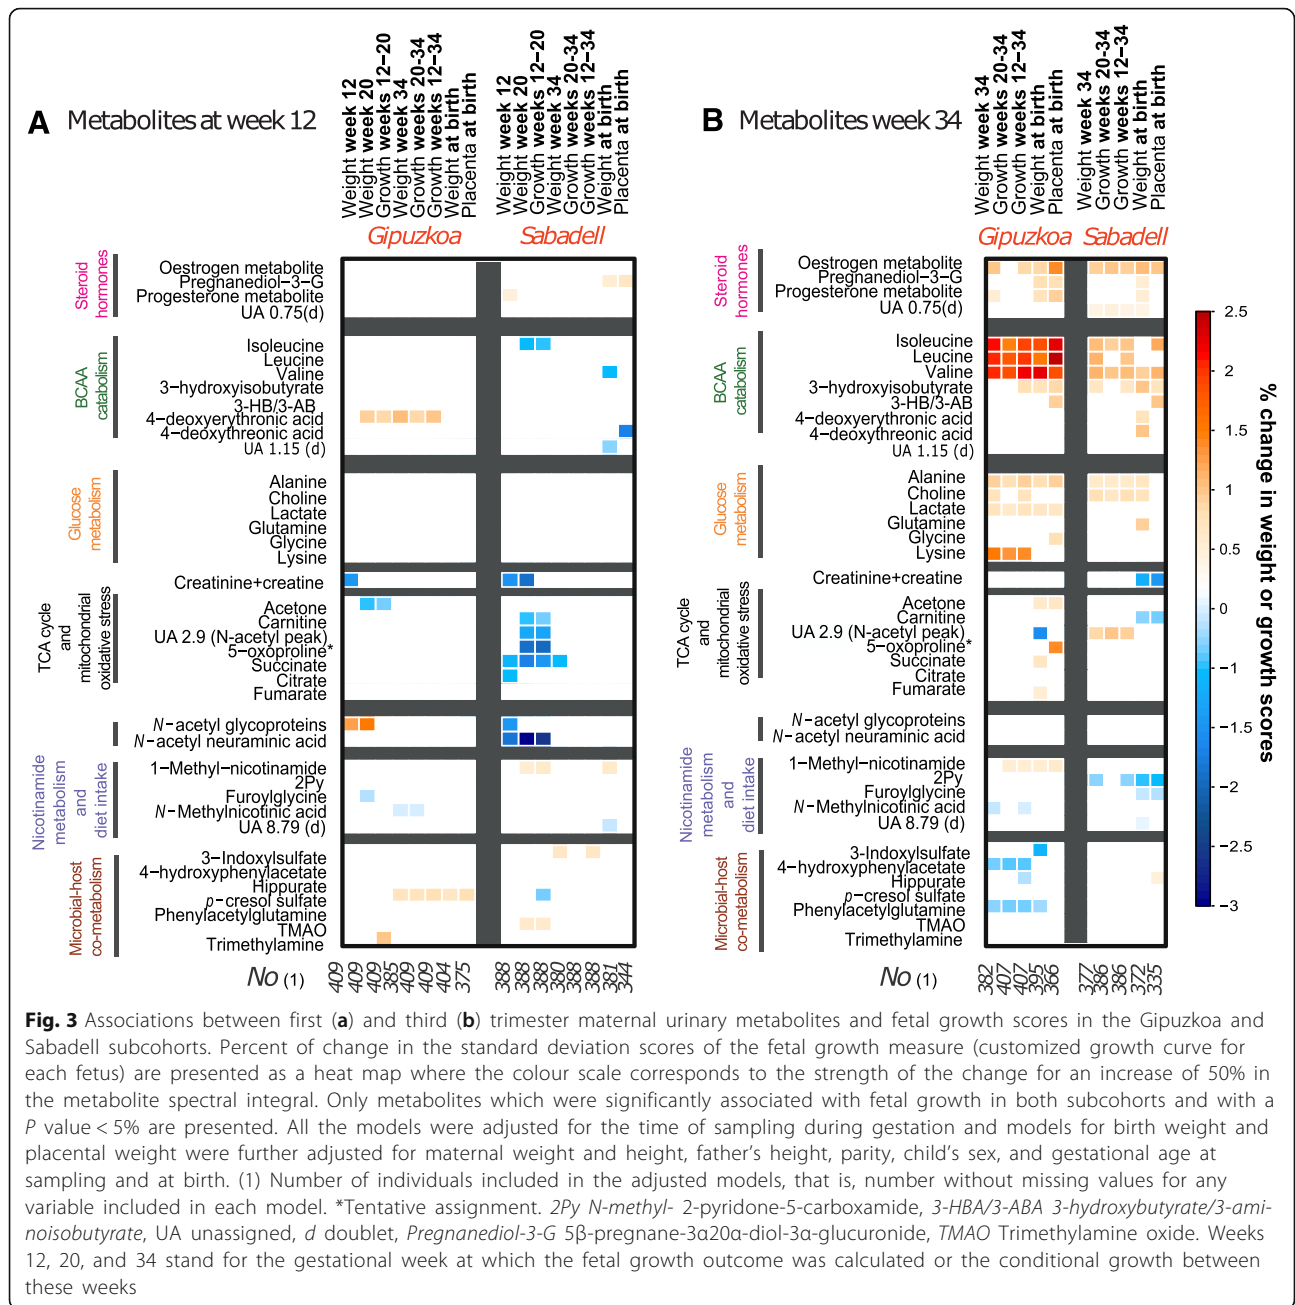 A Metabolites at week 12
Weight week 12
Weight week 20
Growth weeks 12−20
Weight week 34
Growth weeks 20-34
Growth weeks 12−34
Weight at birth
Placenta at birth
Weight week 12
Weight week 20
Growth weeks 12−20
Weight week 34
Growth weeks 20-34
Growth weeks 12−34
Weight at birth
Placenta at birth
Gipuzkoa
Sabadell
Steroid
hormones
Oestrogen metabolite
Pregnanediol−3−G
Progesterone metabolite
UA 0.75(d)
BCAA
catabolism
Isoleucine
Leucine
Valine
3−hydroxyisobutyrate
3-HB/3-AB
4−deoxyerythronic acid
4−deoxythreonic acid
UA 1.15 (d)
Glucose
metabolism
Alanine
Choline
Lactate
Glutamine
Glycine
Lysine
Creatinine+creatine
TCA cycle
and
mitochondrial
oxidative stress
Acetone
Carnitine
UA 2.9 (N-acetyl peak)
5−oxoproline*
Succinate
Citrate
Fumarate
N−acetyl glycoproteins
N−acetyl neuraminic acid
Nicotinamide
metabolism
and
diet intake
1−Methyl−nicotinamide
2Py
Furoylglycine
N−Methylnicotinic acid
UA 8.79 (d)
Microbial-host
co-metabolism
3−Indoxylsulfate
4−hydroxyphenylacetate
Hippurate
p−cresol sulfate
Phenylacetylglutamine
TMAO
Trimethylamine
No (1)
409
409
409
385
409
409
404
375
388
388
388
380
388
388
381
344
B Metabolites week 34
Weight week 34
Growth weeks 20-34
Growth weeks 12−34
Weight at birth
Placenta at birth
Weight week 34
Growth weeks 20-34
Growth weeks 12−34
Weight at birth
Placenta at birth
Gipuzkoa
Sabadell
Steroid
hormones
Oestrogen metabolite
Pregnanediol−3−G
Progesterone metabolite
UA 0.75(d)
BCAA
catabolism
Isoleucine
Leucine
Valine
3−hydroxyisobutyrate
3-HB/3-AB
4−deoxyeryhronic acid
4−deoxythreonic acid
UA 1.15 (d)
Glucose
metabolism
Alanine
Choline
Lactate
Glutamine
Glycine
Lysine
Creatinine+creatine
TCA cycle
and
mitochondrial
oxidative stress
Acetone
Carnitine
UA 2.9 (N−acetyl peak)
5−oxoproline*
Succinate
Citrate
Fumarate
N−acetyl glycoproteins
N−acetyl neuraminic acid
Nicotinamide
metabolism
and
diet intake
1−Methyl−nicotinamide
2Py
Furoylglycine
N−Methylnicotinic acid
UA 8.79 (d)
Microbial-host
co-metabolism
3−Indoxylsulfate
4−hydroxyphenylacetate
Hippurate
p−cresol sulfate
Phenylacetylglutamine
TMAO
Trimethylamine
No (1)
382
407
407
395
366
377
386
386
372
335
2.5
2
1.5
1
0.5
0
−0.5
−1
−1.5
−2
−2.5
−3
% change in weight or growth scores
Fig. 3 Associations between first (a) and third (b) trimester maternal urinary metabolites and fetal growth scores in the Gipuzkoa and
Sabadell subcohorts. Percent of change in the standard deviation scores of the fetal growth measure (customized growth curve for
each fetus) are presented as a heat map where the colour scale corresponds to the strength of the change for an increase of 50% in
the metabolite spectral integral. Only metabolites which were significantly associated with fetal growth in both subcohorts and with a
P value < 5% are presented. All the models were adjusted for the time of sampling during gestation and models for birth weight and
placental weight were further adjusted for maternal weight and height, father's height, parity, child's sex, and gestational age at
sampling and at birth. (1) Number of individuals included in the adjusted models, that is, number without missing values for any
variable included in each model. *Tentative assignment. 2Py N-methyl- 2-pyridone-5-carboxamide, 3-HBA/3-ABA 3-hydroxybutyrate/3-ami-
noisobutyrate, UA unassigned, d doublet, Pregnanediol-3-G 5β-pregnane-3α20α-diol-3α-glucuronide, TMAO Trimethylamine oxide. Weeks
12, 20, and 34 stand for the gestational week at which the fetal growth outcome was calculated or the conditional growth between
these weeks